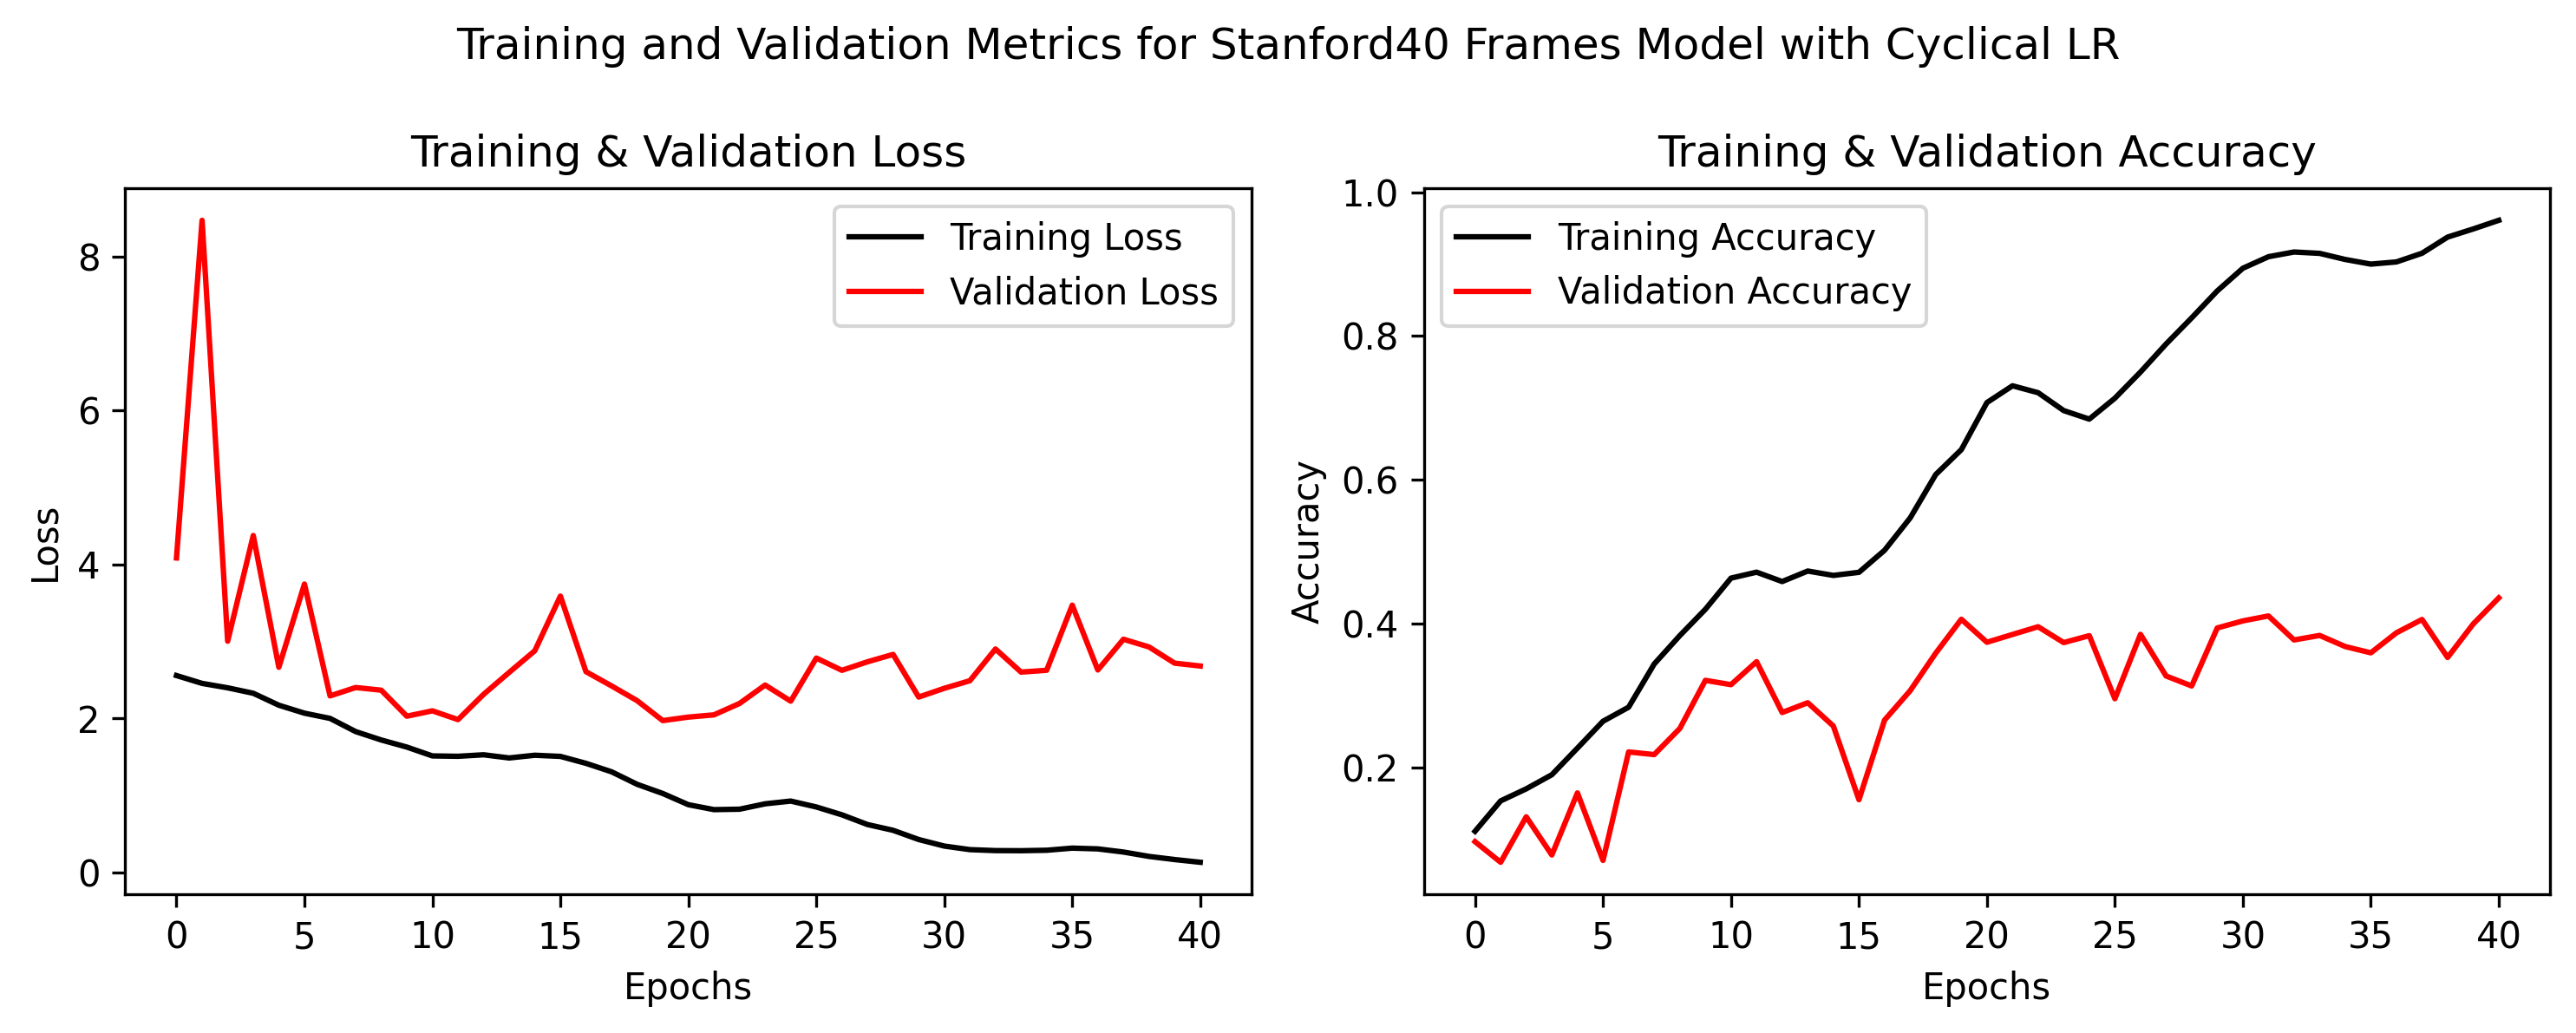 Training and Validation Metrics for Stanford40 Frames Model with Cyclical LR
Training & Validation Loss
Training Loss
Validation Loss
8
6
4
2
0
Loss
0 5 10 15 20 25 30 35 40
Epochs
Training & Validation Accuracy
Training Accuracy
Validation Accuracy
1.0
0.8
0.6
0.4
0.2
Accuracy
0 5 10 15 20 25 30 35 40
Epochs